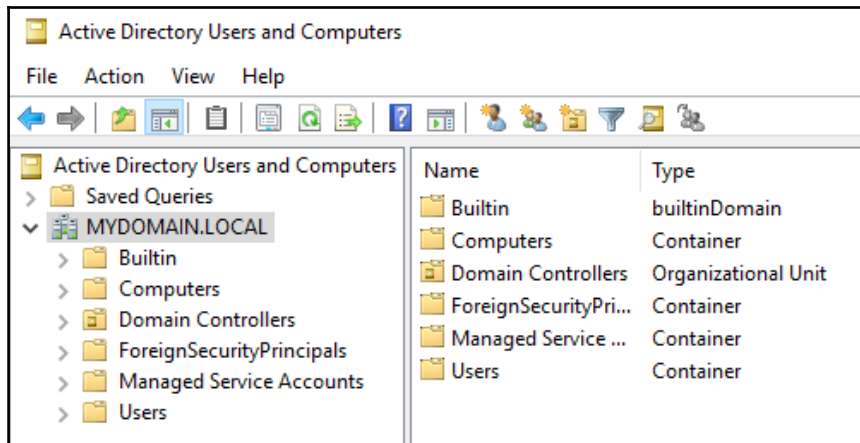 Active Directory Users and Computers
File Action View Help
Active Directory Users and Computers
Saved Queries
MYDOMAIN.LOCAL
Builtin
Computers
Domain Controllers
ForeignSecurityPrincipals
Managed Service Accounts
Users
Name Type
Builtin builtinDomain
Computers Container
Domain Controllers Organizational Unit
ForeignSecurityPri... Container
Managed Service ... Container
Users Container